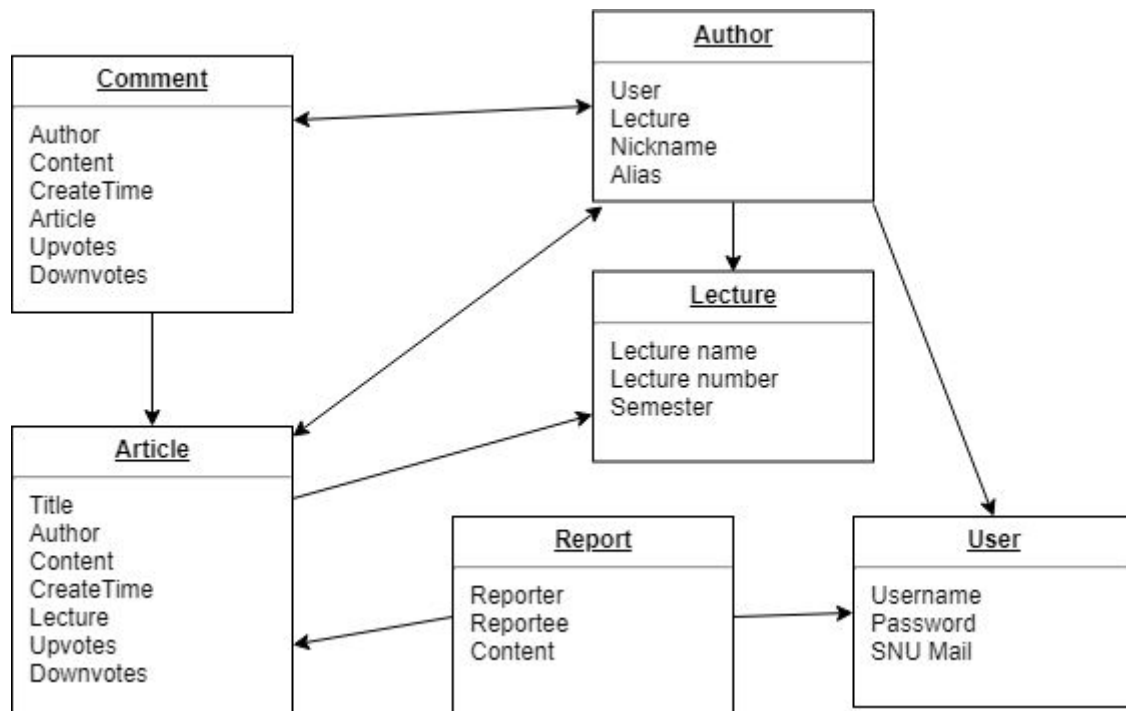 Comment
Author
Content
CreateTime
Article
Upvotes
Downvotes
Author
User
Lecture
Nickname
Alias
Lecture
Lecture name
Lecture number
Semester
Article
Title
Author
Content
CreateTime
Lecture
Upvotes
Downvotes
Report
Reporter
Reportee
Content
User
Username
Password
SNU Mail